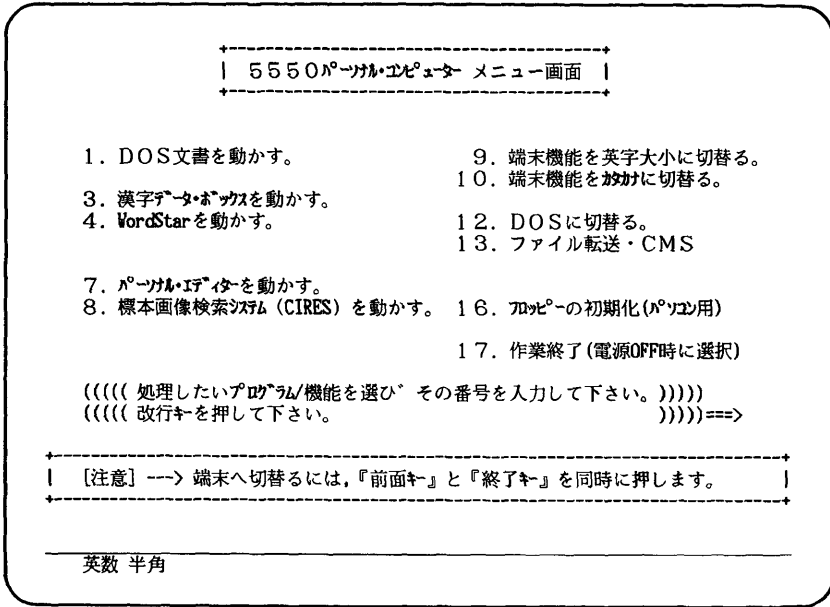 ５５５０ﾊﾟｰｿﾅﾙ･ｺﾝﾋﾟｭｰﾀｰ メニュー画面
１．ＤＯＳ文書を動かす。
３．漢字ﾃﾞｰﾀ･ﾎﾞｯｸｽを動かす。
４．WordStarを動かす。
７．ﾊﾟｰｿﾅﾙ･ｴﾃﾞｨﾀｰを動かす。
８．標本画像検索ｼｽﾃﾑ (CIRES) を動かす。
９．端末機能を英字大小に切替る。
１０．端末機能をｶﾀｶﾅに切替る。
１２．ＤＯＳに切替る。
１３．ファイル転送・ＣＭＳ
１６．ﾌﾛｯﾋﾟｰの初期化(ﾊﾟｿｺﾝ用)
１７．作業終了(電源OFF時に選択)
((((( 処理したいﾌﾟﾛｸﾞﾗﾑ/機能を選びﾞ その番号を入力して下さい。)))))
((((( 改行ｷｰを押して下さい。 )))))===>
[注意] ---> 端末へ切替るには,『前面ｷｰ』と『終了ｷｰ』を同時に押します。
英数 半角